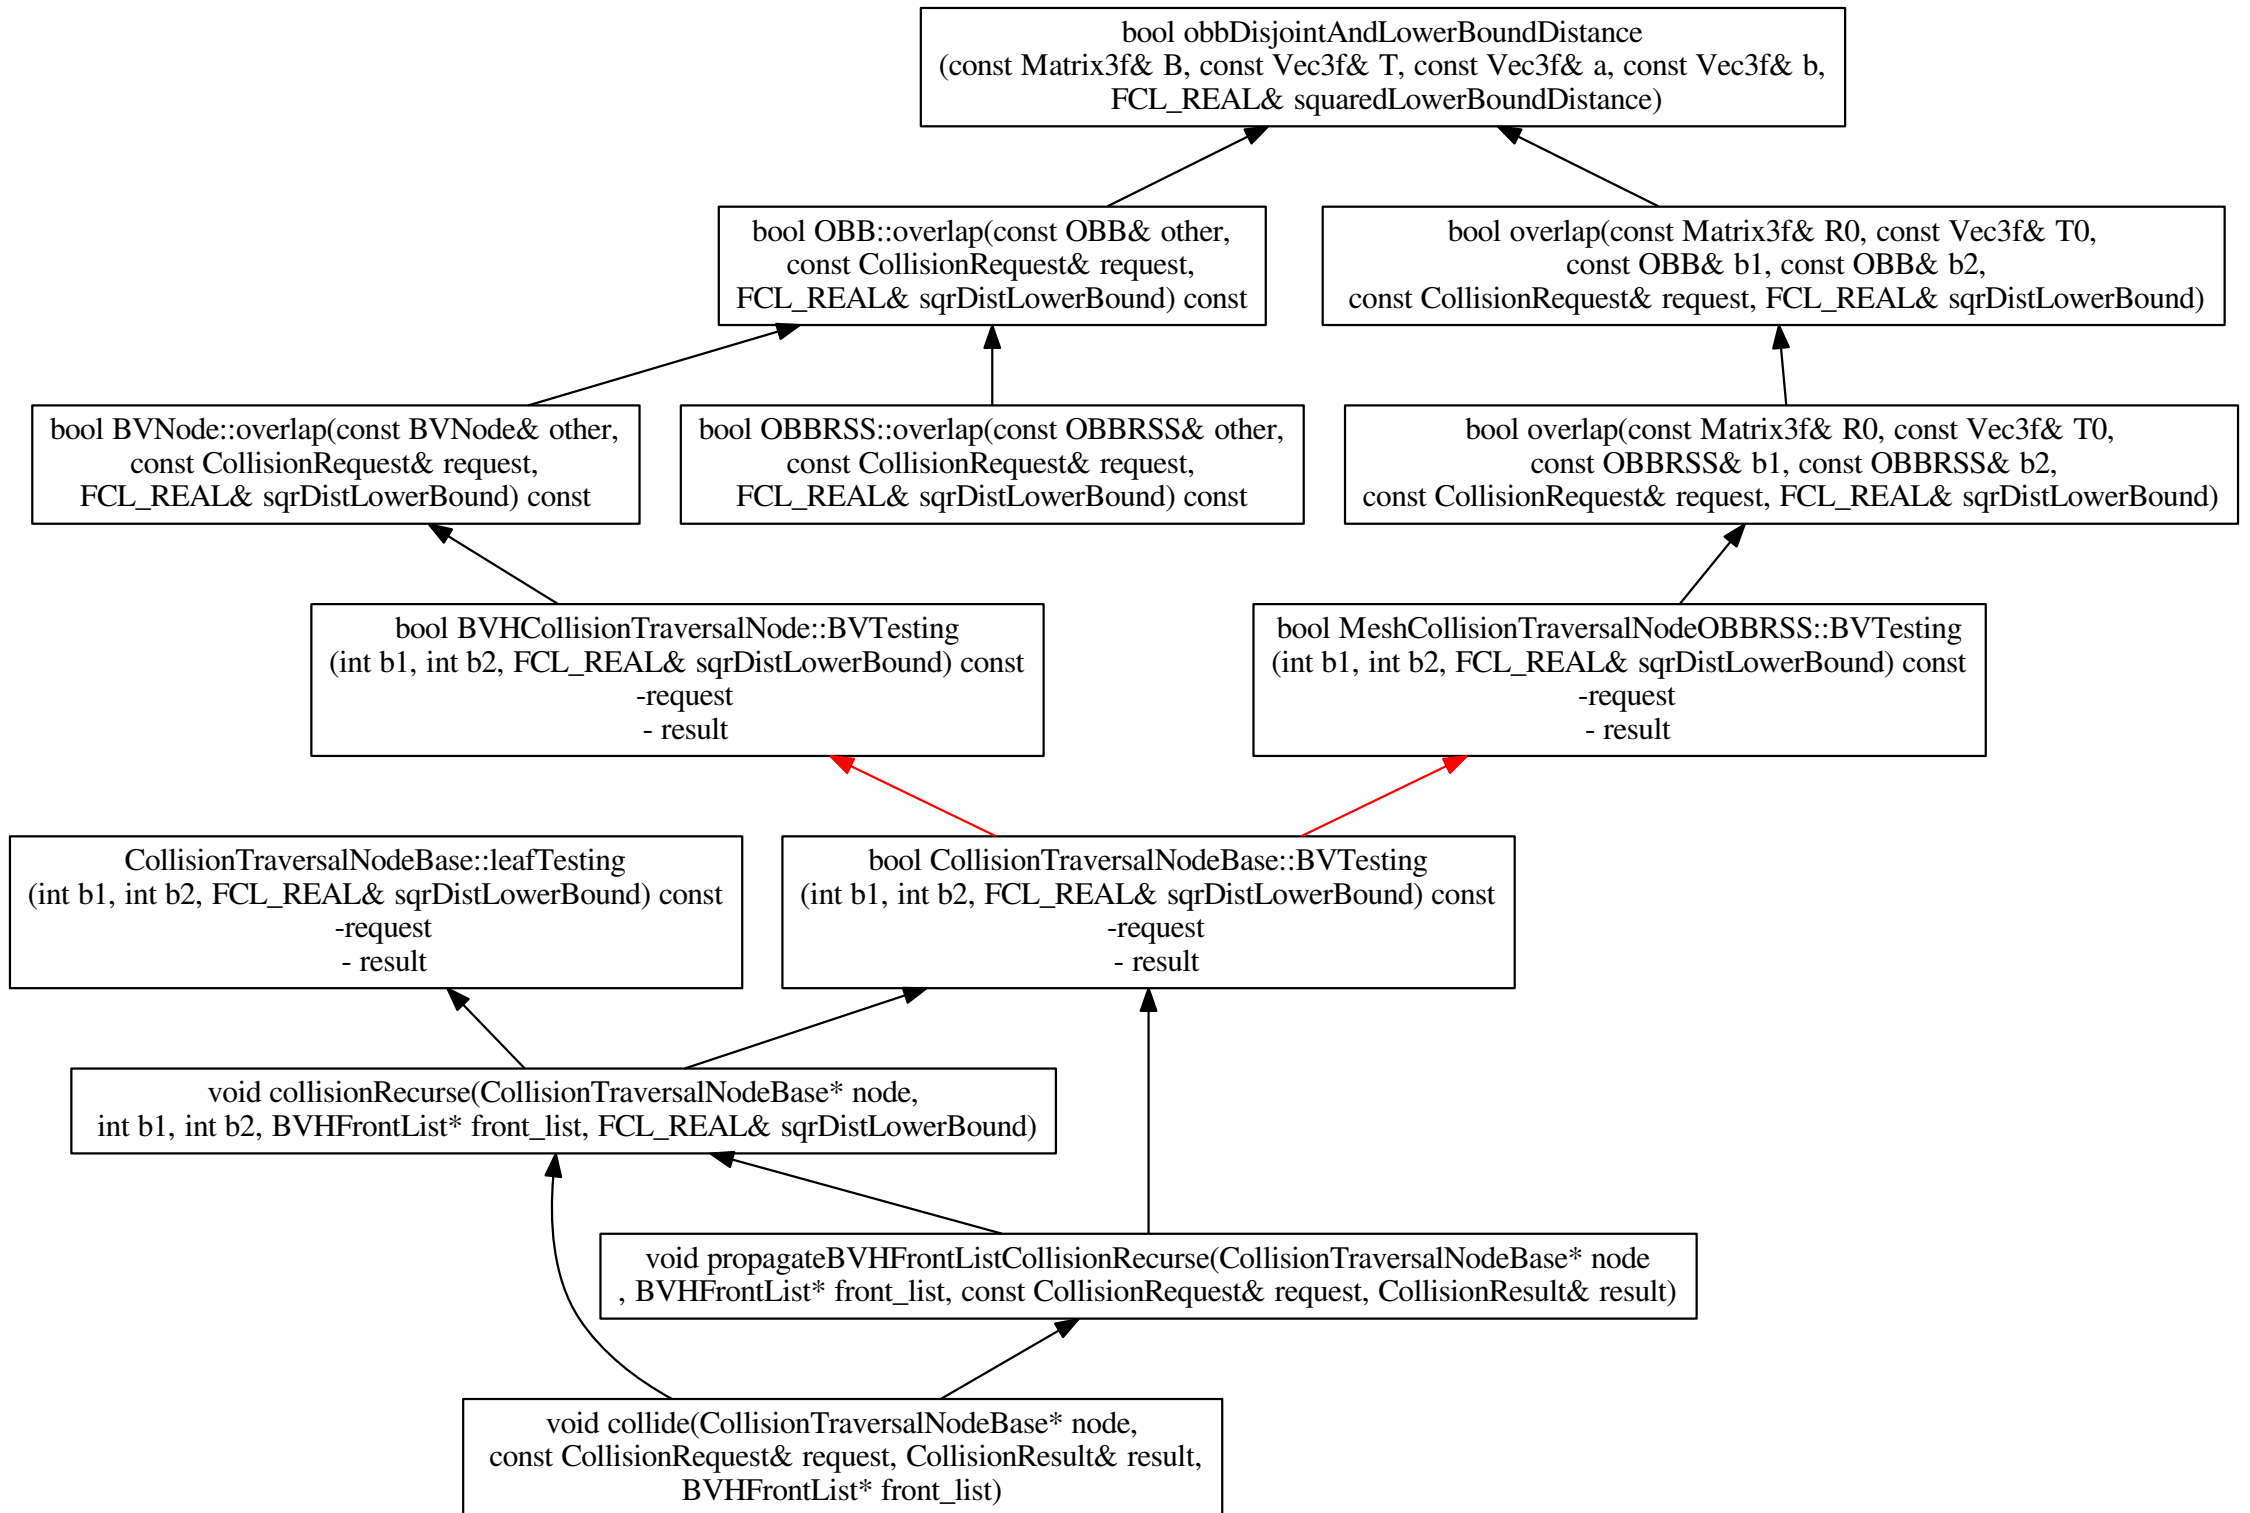 bool obbDisjointAndLowerBoundDistance
(const Matrix3f& B, const Vec3f& T, const Vec3f& a, const Vec3f& b,
FCL_REAL& squaredLowerBoundDistance)
bool OBB::overlap(const OBB& other,
const CollisionRequest& request,
FCL_REAL& sqrDistLowerBound) const
bool overlap(const Matrix3f& R0, const Vec3f& T0,
const OBB& b1, const OBB& b2,
const CollisionRequest& request, FCL_REAL& sqrDistLowerBound)
bool BVNode::overlap(const BVNode& other,
const CollisionRequest& request,
FCL_REAL& sqrDistLowerBound) const
bool OBBRSS::overlap(const OBBRSS& other,
const CollisionRequest& request,
FCL_REAL& sqrDistLowerBound) const
bool overlap(const Matrix3f& R0, const Vec3f& T0,
const OBBRSS& b1, const OBBRSS& b2,
const CollisionRequest& request, FCL_REAL& sqrDistLowerBound)
bool BVHCollisionTraversalNode::BVTesting
(int b1, int b2, FCL_REAL& sqrDistLowerBound) const
-request
- result
bool MeshCollisionTraversalNodeOBBRSS::BVTesting
(int b1, int b2, FCL_REAL& sqrDistLowerBound) const
-request
- result
CollisionTraversalNodeBase::leafTesting
(int b1, int b2, FCL_REAL& sqrDistLowerBound) const
-request
- result
bool CollisionTraversalNodeBase::BVTesting
(int b1, int b2, FCL_REAL& sqrDistLowerBound) const
-request
- result
void collisionRecurse(CollisionTraversalNodeBase* node,
int b1, int b2, BVHFrontList* front_list, FCL_REAL& sqrDistLowerBound)
void propagateBVHFrontListCollisionRecurse(CollisionTraversalNodeBase* node
, BVHFrontList* front_list, const CollisionRequest& request, CollisionResult& result)
void collide(CollisionTraversalNodeBase* node,
const CollisionRequest& request, CollisionResult& result,
BVHFrontList* front_list)